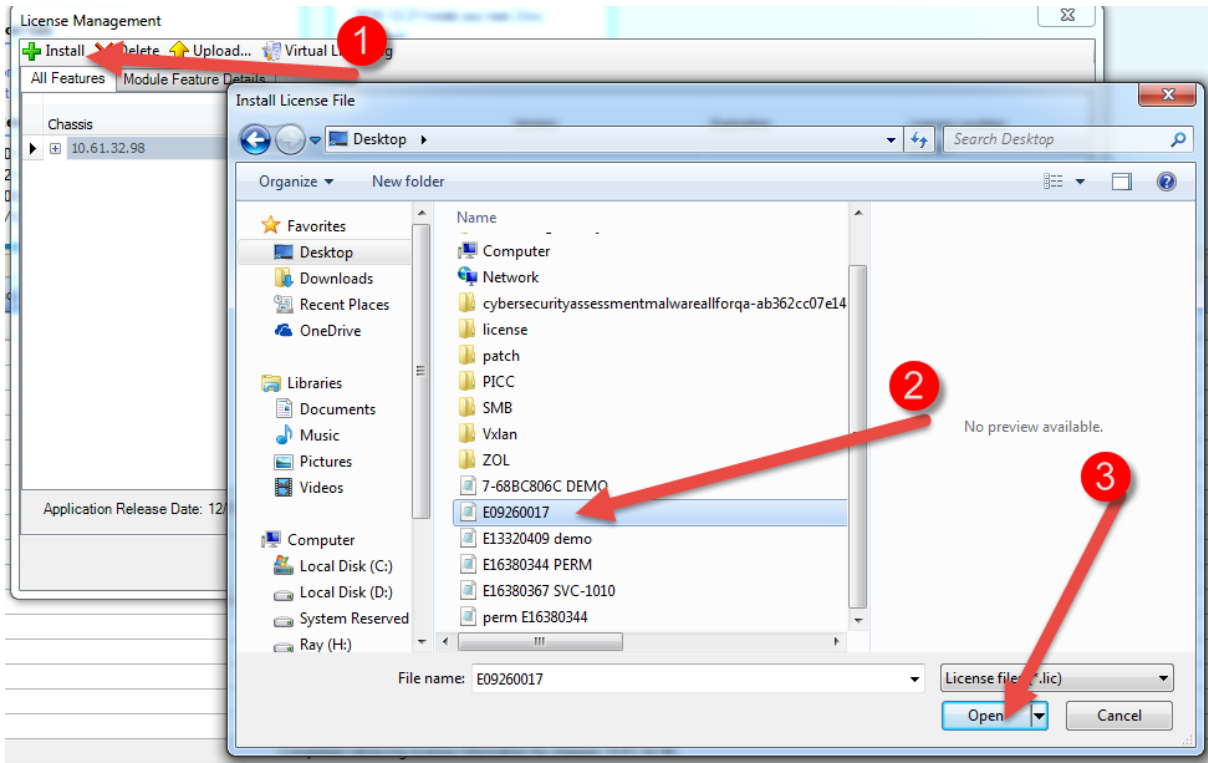 License Management
1
Install Delete Upload... Virtual
All Features Module Feature Details
Install License File
Chassis
10.61.32.98
Desktop
Search Desktop
Organize New folder
Favorites
Desktop
Downloads
Recent Places
OneDrive
Libraries
Documents
Music
Pictures
Videos
Computer
Local Disk (C:)
Local Disk (D:)
System Reserved
Ray (H:)
Name
Computer
Network
cybersecurityassessmentmalwareallforqa-ab362cc07e14
license
patch
PICC
SMB
Vxlan
ZOL
7-68BC806C DEMO
E09260017
E13320409 demo
E16380344 PERM
E16380367 SVC-1010
perm E16380344
2
No preview available.
3
Application Release Date: 12/
File name: E09260017
License files (*.lic)
Open Cancel